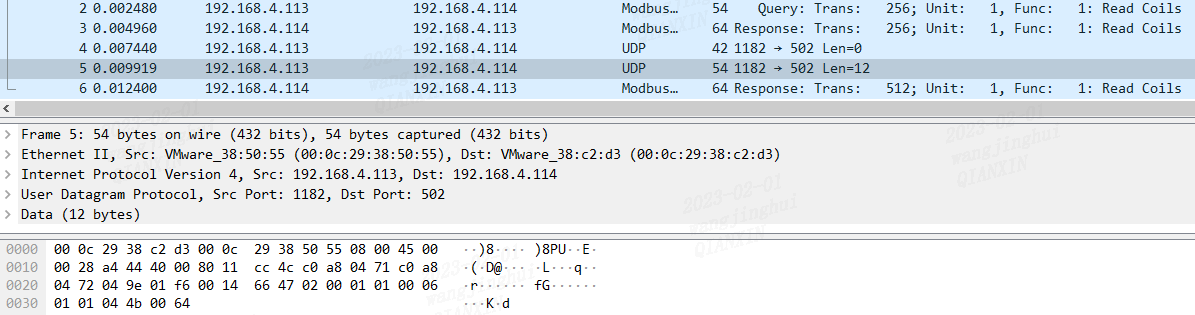 2 0.002480 192.168.4.113 192.168.4.114 Modbus… 54 Query: Trans: 256; Unit: 1, Func: 1: Read Coils
3 0.004960 192.168.4.114 192.168.4.113 Modbus… 64 Response: Trans: 256; Unit: 1, Func: 1: Read Coils
4 0.007440 192.168.4.113 192.168.4.114 UDP 42 1182 → 502 Len=0
5 0.009919 192.168.4.113 192.168.4.114 UDP 54 1182 → 502 Len=12
6 0.012400 192.168.4.114 192.168.4.113 Modbus… 64 Response: Trans: 512; Unit: 1, Func: 1: Read Coils
Frame 5: 54 bytes on wire (432 bits), 54 bytes captured (432 bits)
Ethernet II, Src: VMware_38:50:55 (00:0c:29:38:50:55), Dst: VMware_38:c2:d3 (00:0c:29:38:c2:d3)
Internet Protocol Version 4, Src: 192.168.4.113, Dst: 192.168.4.114
User Datagram Protocol, Src Port: 1182, Dst Port: 502
Data (12 bytes)
0000 00 0c 29 38 c2 d3 00 0c 29 38 50 55 08 00 45 00 ··)8···· )8PU··E·
0010 00 28 a4 44 40 00 80 11 cc 4c c0 a8 04 71 c0 a8 ·(·D@··· ·L···q··
0020 04 72 04 9e 01 f6 00 14 66 47 02 00 01 01 00 06 ·r······ fG······
0030 01 01 04 4b 00 64 ···K·d
2023-02-01
wangjinghui
QIANXIN
2023-02-01
wangjinghui
QIANXIN